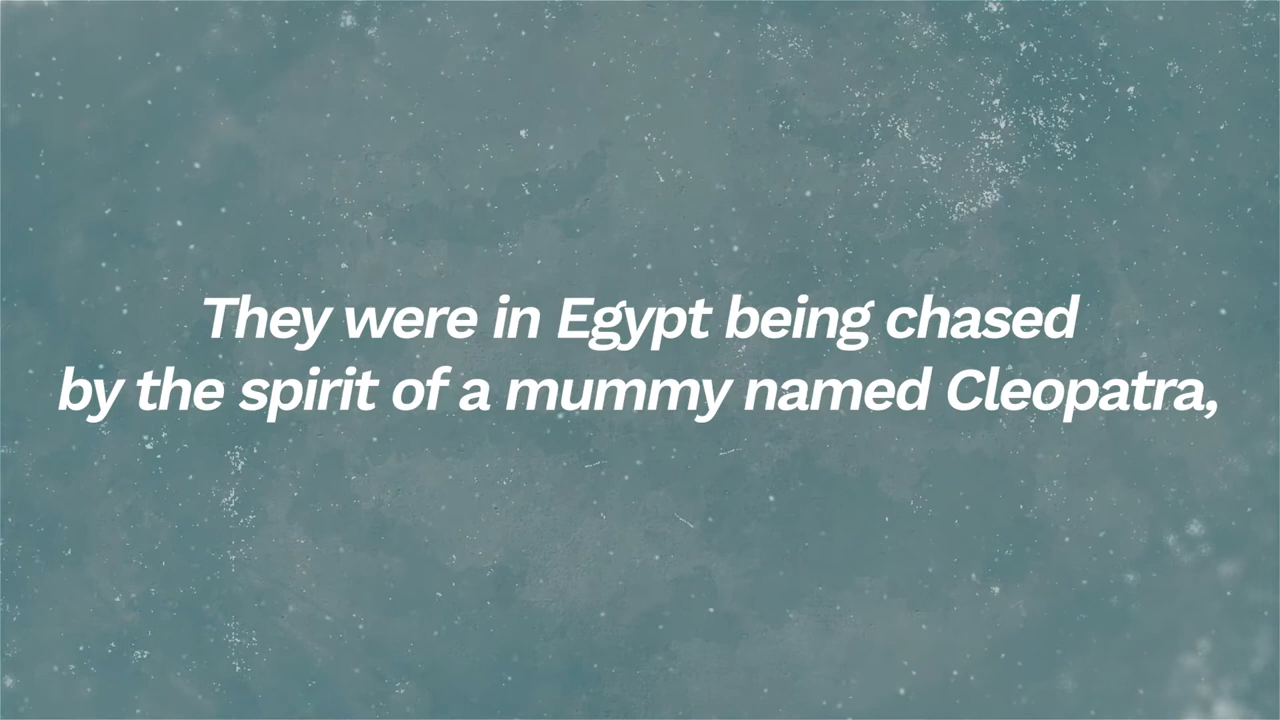 They were in Egypt being chased
by the spirit of a mummy named Cleopatra,